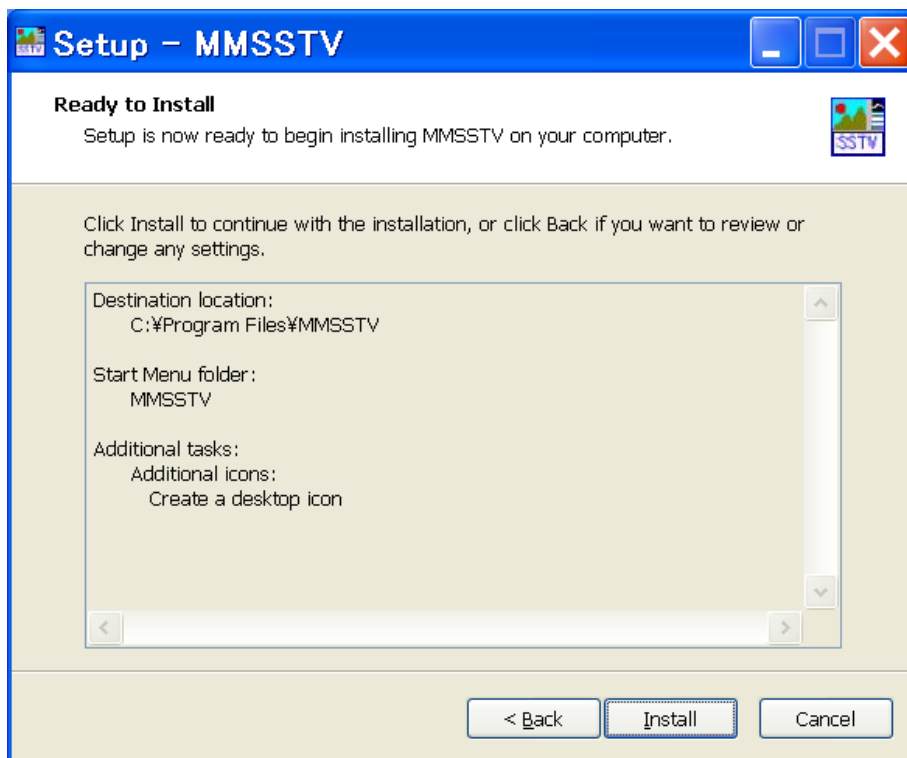 Setup - MMSSTV
Ready to Install
Setup is now ready to begin installing MMSSTV on your computer.
SSTV
Click Install to continue with the installation, or click Back if you want to review or
change any settings.
Destination location:
C:¥Program Files¥MMSSTV
Start Menu folder:
MMSSTV
Additional tasks:
Additional icons:
Create a desktop icon
< Back
Install
Cancel